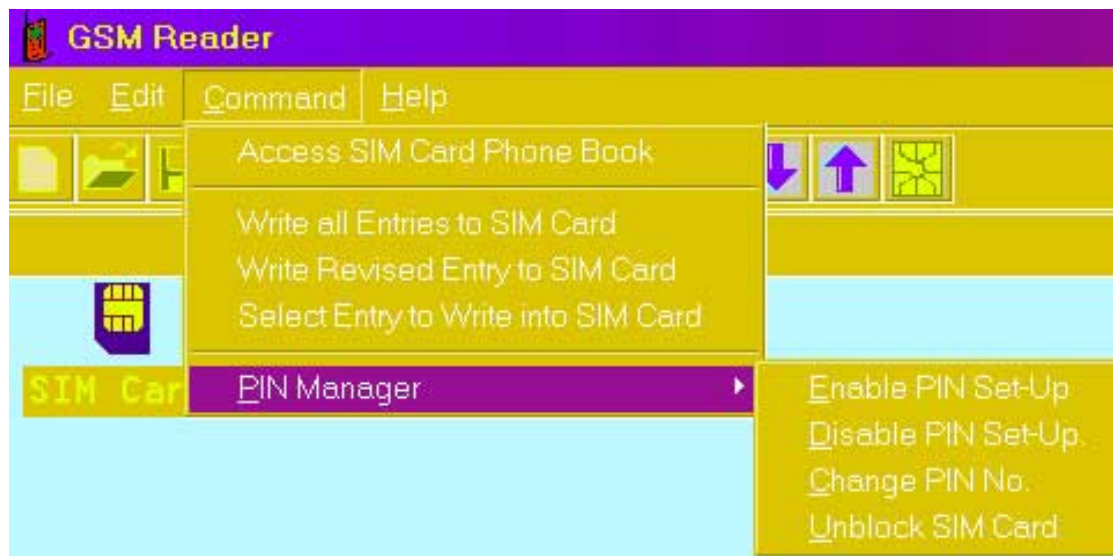 GSM Reader
File Edit Command Help
Access SIM Card Phone Book
Write all Entries to SIM Card
Write Revised Entry to SIM Card
Select Entry to Write into SIM Card
SIM Car
PIN Manager
Enable PIN Set-Up
Disable PIN Set-Up.
Change PIN No.
Unblock SIM Card